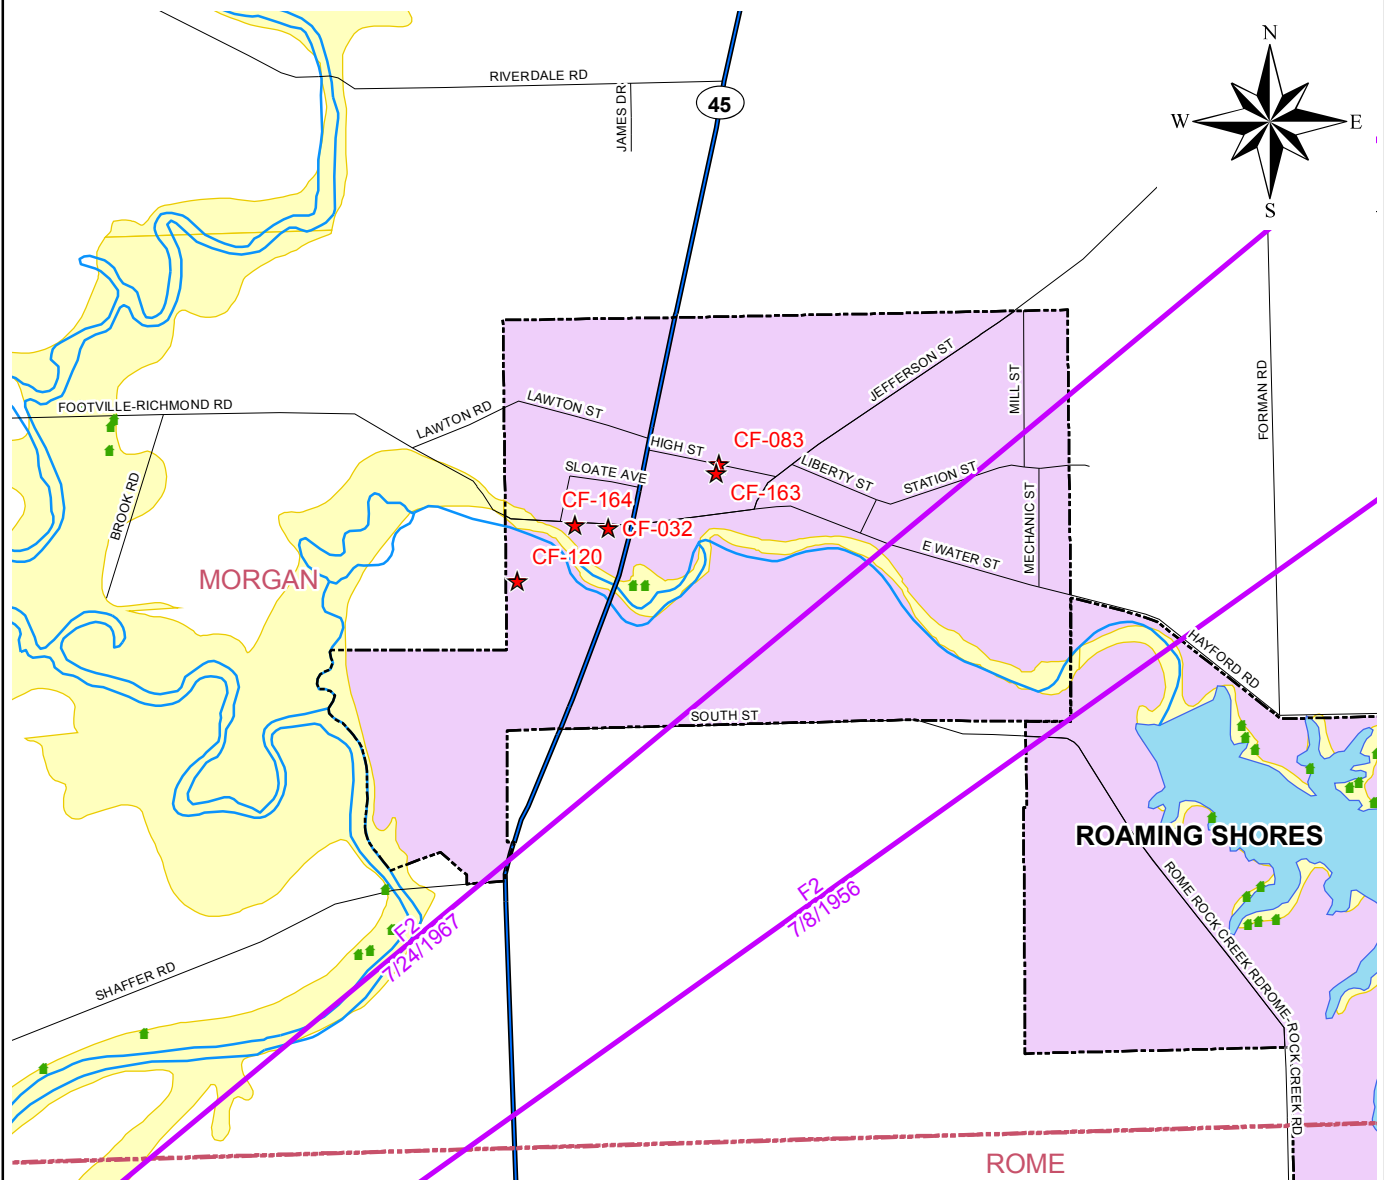 N
RIVERDALE RD
JAMES DR
45
W
E
S
JEFFERSON ST
MILL ST
FORMAN RD
FOOTVILLE-RICHMOND RD
LAWTON RD
LAWTON ST
HIGH ST
CF-083
LIBERTY ST
STATION ST
SLOATE AVE
CF-163
CF-164
CF-032
BROOK RD
MECHANIC ST
CF-120
E WATER ST
MORGAN
HAYFORD RD
SOUTH ST
ROAMING SHORES
F2
7/8/1956
F2
7/24/1967
ROME ROCK CREEK RD
ROME-ROCK CREEK RD
SHAFFER RD
ROME